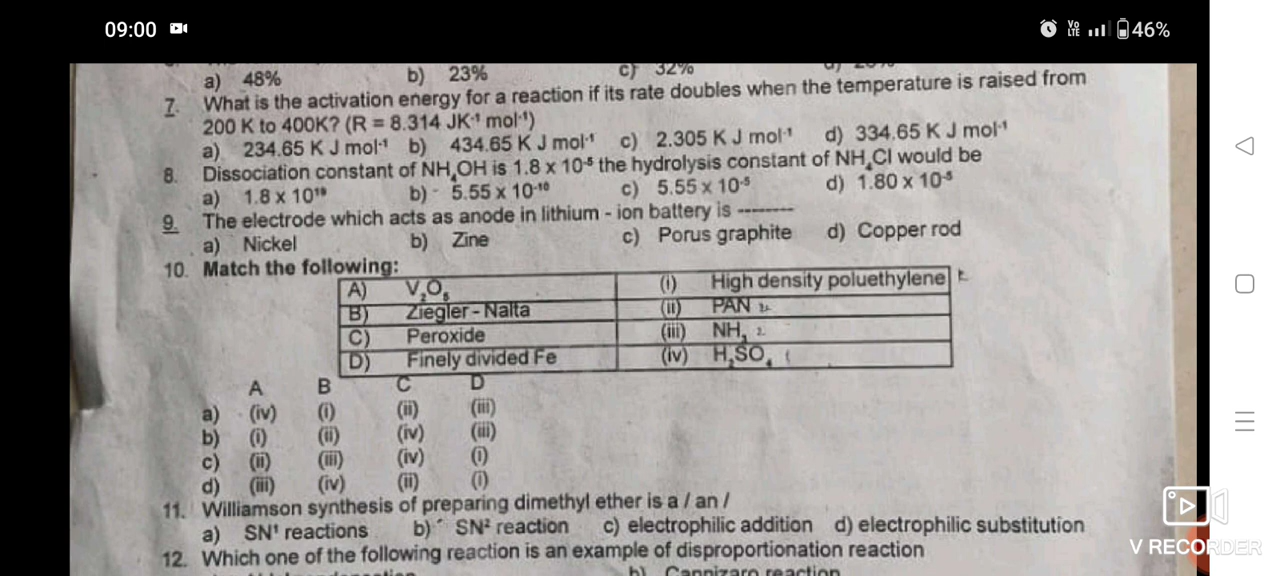 09:00
Vo LTE 46%
a) 48% b) 23% c) 32%
7. What is the activation energy for a reaction if its rate doubles when the temperature is raised from
200 K to 400K? (R = 8.314 JK⁻¹ mol⁻¹)
a) 234.65 K J mol⁻¹ b) 434.65 K J mol⁻¹ c) 2.305 K J mol⁻¹ d) 334.65 K J mol⁻¹
8. Dissociation constant of NH₄OH is 1.8 x 10⁻⁵ the hydrolysis constant of NH₄Cl would be
a) 1.8 x 10¹⁹ b) 5.55 x 10⁻¹⁰ c) 5.55 x 10⁻⁵ d) 1.80 x 10⁻⁵
9. The electrode which acts as anode in lithium - ion battery is --------
a) Nickel b) Zine c) Porus graphite d) Copper rod
10. Match the following:
A) V₂O₅ (i) High density poluethylene
B) Ziegler - Nalta (ii) PAN
C) Peroxide (iii) NH₃
D) Finely divided Fe (iv) H₂SO₄
A B C D
a) (iv) (i) (ii) (iii)
b) (i) (ii) (iv) (iii)
c) (ii) (iii) (iv) (i)
d) (iii) (iv) (ii) (i)
11. Williamson synthesis of preparing dimethyl ether is a / an /
a) SN¹ reactions b) SN² reaction c) electrophilic addition d) electrophilic substitution
12. Which one of the following reaction is an example of disproportionation reaction
b) Cannizaro reaction
V RECORDER